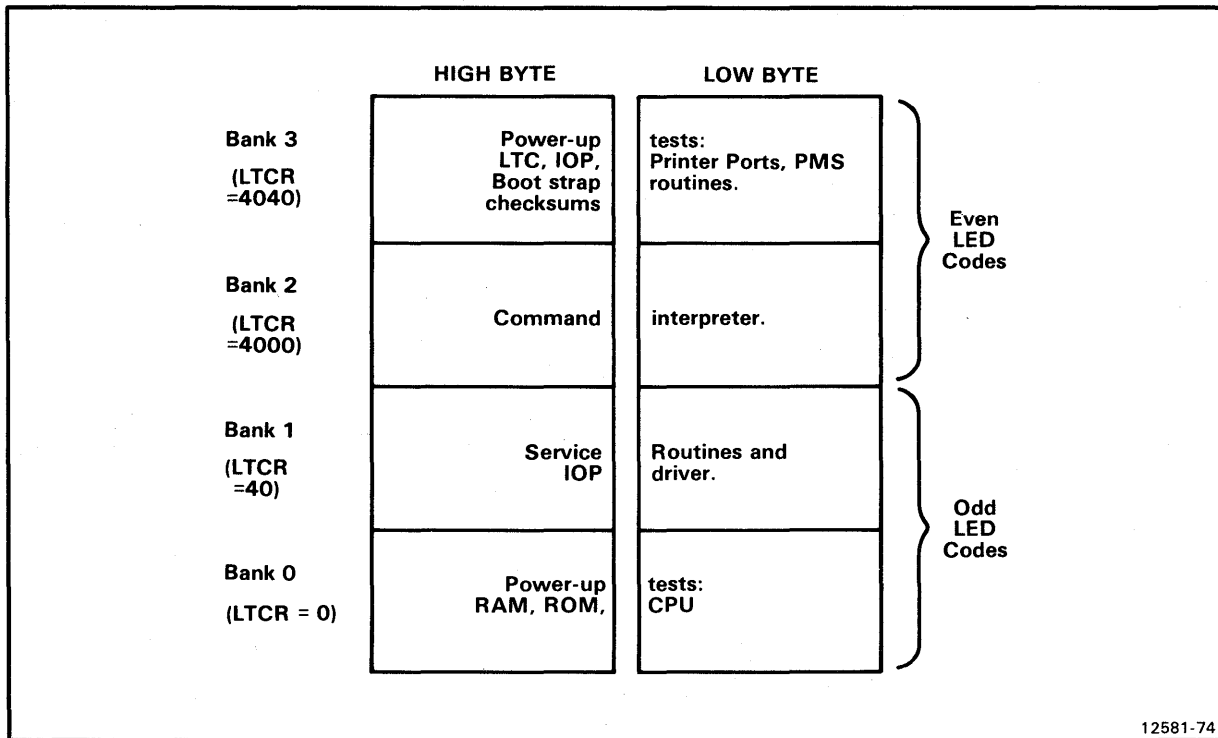 HIGH BYTE LOW BYTE
Bank 3
(LTCR
=4040)
Power-up tests:
LTC, IOP, Printer Ports, PMS
Boot strap routines.
checksums
Even
LED
Codes
Bank 2
(LTCR
=4000)
Command interpreter.
Bank 1
(LTCR
=40)
Service Routines and
IOP driver.
Odd
LED
Codes
Bank 0
(LTCR = 0)
Power-up tests:
RAM, ROM, CPU
12581-74